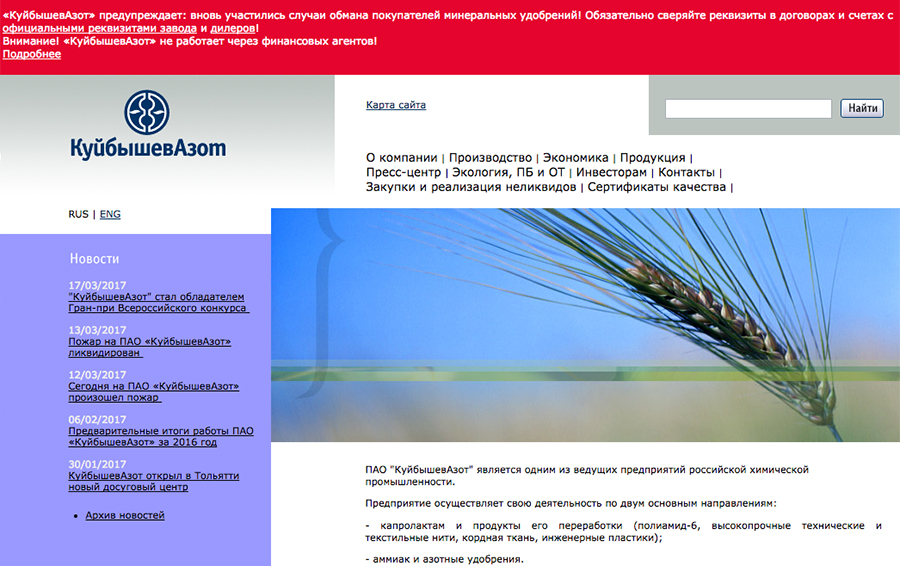 «КуйбышевАзот» предупреждает: вновь участились случаи обмана покупателей минеральных удобрений! Обязательно сверяйте реквизиты в договорах и счетах с
официальными реквизитами завода и дилеров!
Внимание! «КуйбышевАзот» не работает через финансовых агентов!
Подробнее
КуйбышевАзот
Карта сайта
Найти
О компании | Производство | Экономика | Продукция |
Пресс-центр | Экология, ПБ и ОТ | Инвесторам | Контакты |
Закупки и реализация неликвидов | Сертификаты качества |
RUS | ENG
Новости
17/03/2017
"КуйбышевАзот" стал обладателем
Гран-при Всероссийского конкурса
13/03/2017
Пожар на ПАО «КуйбышевАзот»
ликвидирован
12/03/2017
Сегодня на ПАО «КуйбышевАзот»
произошел пожар
06/02/2017
Предварительные итоги работы ПАО
«КуйбышевАзот» за 2016 год
30/01/2017
КуйбышевАзот открыл в Тольятти
новый досуговый центр
• Архив новостей
ПАО "КуйбышевАзот" является одним из ведущих предприятий российской химической
промышленности.
Предприятие осуществляет свою деятельность по двум основным направлениям:
- капролактам и продукты его переработки (полиамид-6, высокопрочные технические и
текстильные нити, кордная ткань, инженерные пластики);
- аммиак и азотные удобрения.